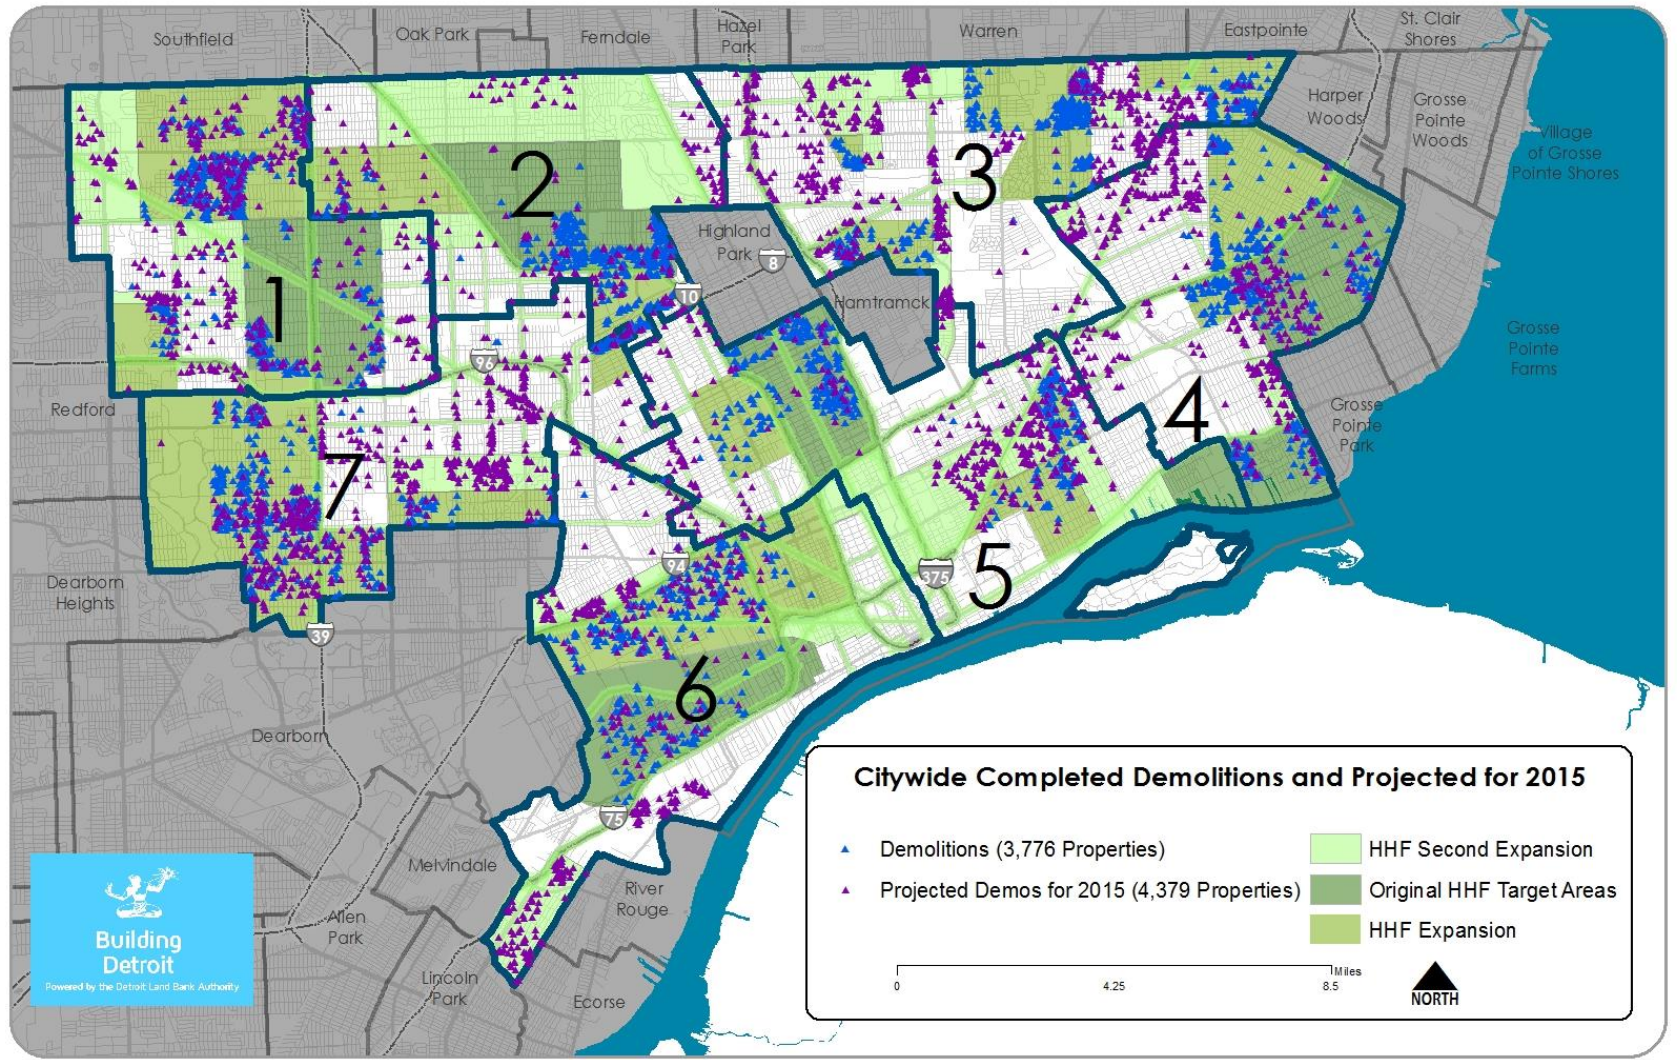 Southfield
Oak Park
Ferndale
Hazel
Park
Warren
Eastpointe
St. Clair
Shores
Harper
Woods
Grosse
Pointe
Woods
Village
of Grosse
Pointe Shores
2
3
Highland
Park
8
10
Hamtramck
1
Grosse
Pointe
Farms
96
4
Redford
Grosse
Pointe
Park
7
94
375
5
Dearborn
Heights
39
6
Dearborn
75
Melvindale
River
Rouge
Allen
Park
Lincoln
Park
Ecorse
Building
Detroit
Powered by the Detroit Land Bank Authority
Citywide Completed Demolitions and Projected for 2015
Demolitions (3,776 Properties)
Projected Demos for 2015 (4,379 Properties)
HHF Second Expansion
Original HHF Target Areas
HHF Expansion
Miles
0 4.25 8.5
NORTH